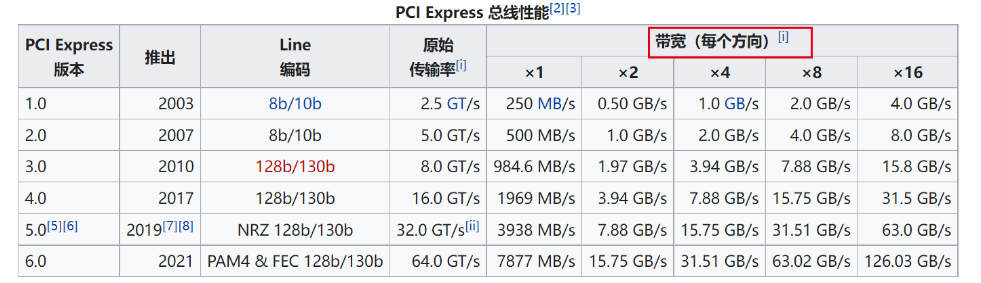 PCI Express 总线性能[2][3]
PCI Express 版本 推出 Line 编码 原始 传输率[i] 带宽（每个方向）[i]
×1 ×2 ×4 ×8 ×16
1.0 2003 8b/10b 2.5 GT/s 250 MB/s 0.50 GB/s 1.0 GB/s 2.0 GB/s 4.0 GB/s
2.0 2007 8b/10b 5.0 GT/s 500 MB/s 1.0 GB/s 2.0 GB/s 4.0 GB/s 8.0 GB/s
3.0 2010 128b/130b 8.0 GT/s 984.6 MB/s 1.97 GB/s 3.94 GB/s 7.88 GB/s 15.8 GB/s
4.0 2017 128b/130b 16.0 GT/s 1969 MB/s 3.94 GB/s 7.88 GB/s 15.75 GB/s 31.5 GB/s
5.0[5][6] 2019[7][8] NRZ 128b/130b 32.0 GT/s[ii] 3938 MB/s 7.88 GB/s 15.75 GB/s 31.51 GB/s 63.0 GB/s
6.0 2021 PAM4 & FEC 128b/130b 64.0 GT/s 7877 MB/s 15.75 GB/s 31.51 GB/s 63.02 GB/s 126.03 GB/s